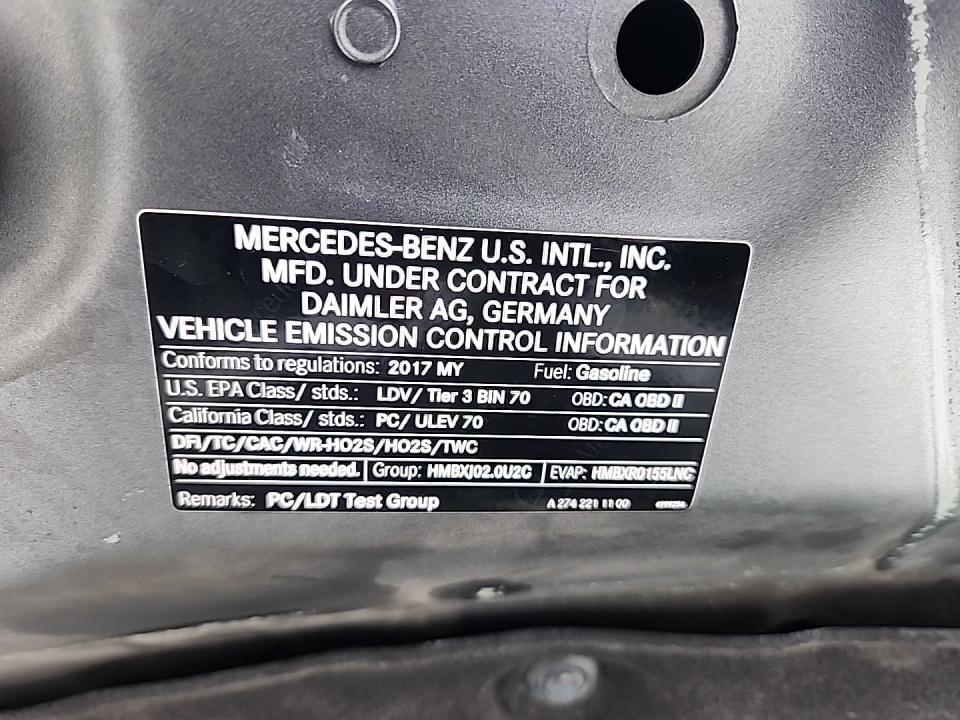 MERCEDES-BENZ U.S. INTL., INC.
MFD. UNDER CONTRACT FOR
DAIMLER AG, GERMANY
VEHICLE EMISSION CONTROL INFORMATION
Conforms to regulations: 2017 MY Fuel: Gasoline
U.S. EPA Class/ stds.: LDV/ Tier 3 BIN 70 OBD: CA OBD II
California Class/ stds.: PC/ ULEV 70 OBD: CA OBD II
DFI/TC/CAC/WR-HO2S/HO2S/TWC
No adjustments needed. Group: HMBXJ02.0U2C EVAP: HMBXR0155LNC
Remarks: PC/LDT Test Group A 274 221 11 00